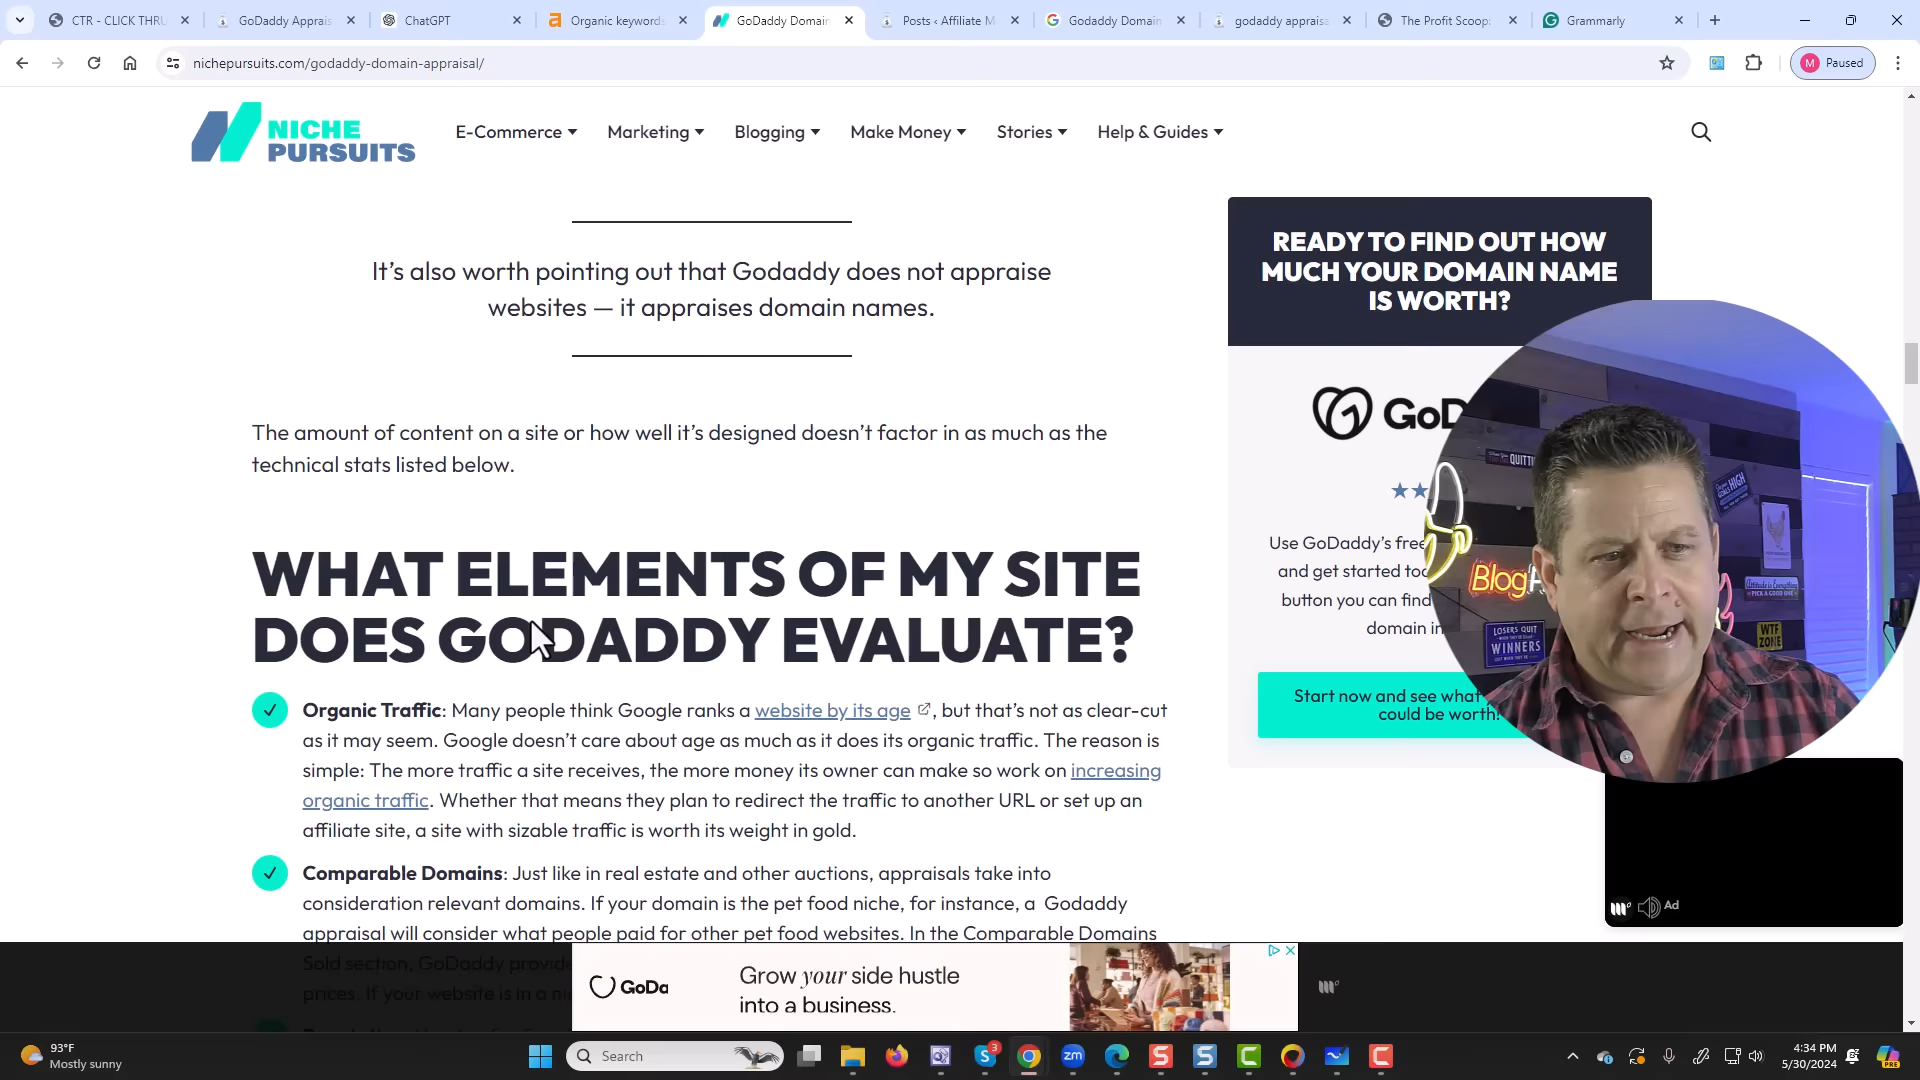 CTR - CLICK THRU
GoDaddy Apprais
ChatGPT
Organic keywords
GoDaddy Domain
Posts ‹ Affiliate M
Godaddy Domain
godaddy appraisa
The Profit Scoop:
Grammarly
nichepursuits.com/godaddy-domain-appraisal/
M
Paused
NICHE
PURSUITS
E-Commerce
Marketing
Blogging
Make Money
Stories
Help & Guides
It's also worth pointing out that Godaddy does not appraise
websites — it appraises domain names.
The amount of content on a site or how well it's designed doesn't factor in as much as the
technical stats listed below.
WHAT ELEMENTS OF MY SITE
DOES GODADDY EVALUATE?
Organic Traffic: Many people think Google ranks a website by its age, but that's not as clear-cut
as it may seem. Google doesn't care about age as much as it does its organic traffic. The reason is
simple: The more traffic a site receives, the more money its owner can make so work on increasing
organic traffic. Whether that means they plan to redirect the traffic to another URL or set up an
affiliate site, a site with sizable traffic is worth its weight in gold.
Comparable Domains: Just like in real estate and other auctions, appraisals take into
consideration relevant domains. If your domain is the pet food niche, for instance, a Godaddy
appraisal will consider what people paid for other pet food websites. In the Comparable Domains
Sold section, GoDaddy provide
prices. If your website is in a ni
READY TO FIND OUT HOW
MUCH YOUR DOMAIN NAME
IS WORTH?
GoD
Use GoDaddy's free
and get started to
button you can find
domain in
Start now and see what
could be worth!
QUITTI
Blog
LOSERS QUIT
WINNERS
HIGH
Attitude is Everything
PICK A GOOD ONE
WTF
ZONE
Ad
GoDa
Grow your side hustle
into a business.
93°F
Mostly sunny
Search
3
zm
4:34 PM
5/30/2024
PRE